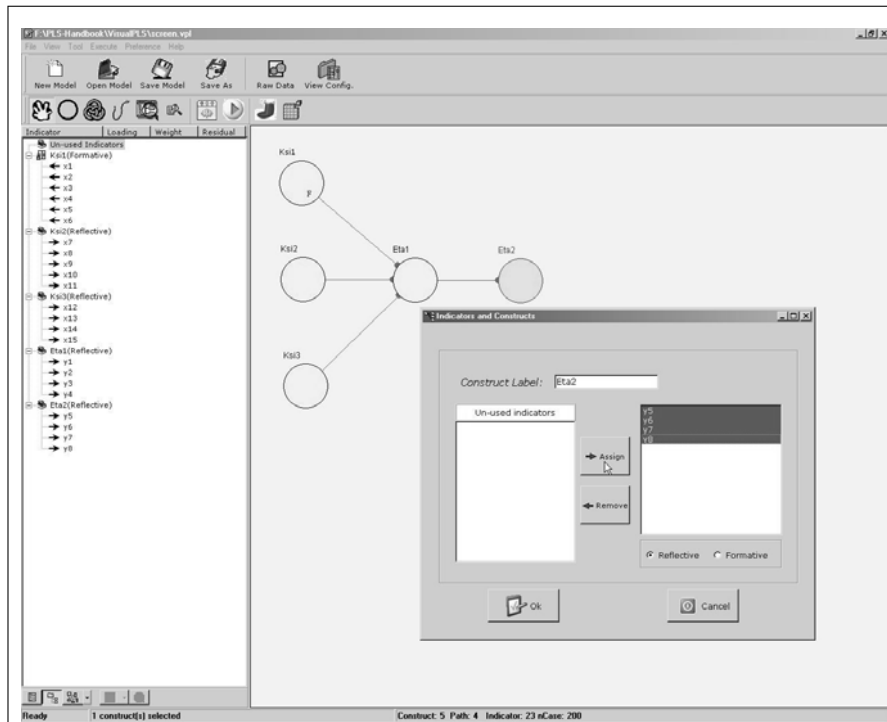 F:\PLS-Handbook\VisualPLS\screen.vpl
File View Tool Execute Preference Help
New Model Open Model Save Model Save As Raw Data View Config.
Indicator Loading Weight Residual
Un-used Indicators
Ksi1(Formative)
x1
x2
x3
x4
x5
x6
Ksi2(Reflective)
x7
x8
x9
x10
x11
Ksi3(Reflective)
x12
x13
x14
x15
Eta1(Reflective)
y1
y2
y3
y4
Eta2(Reflective)
y5
y6
y7
y8
Ksi1
F
Ksi2
Eta1
Eta2
Ksi3
Indicators and Constructs
Construct Label: Eta2
Un-used indicators
y5
y6
y7
y8
Assign
Remove
Reflective Formative
Ok
Cancel
Ready 1 construct(s) selected Construct: 5 Path: 4 Indicator: 23 nCase: 200